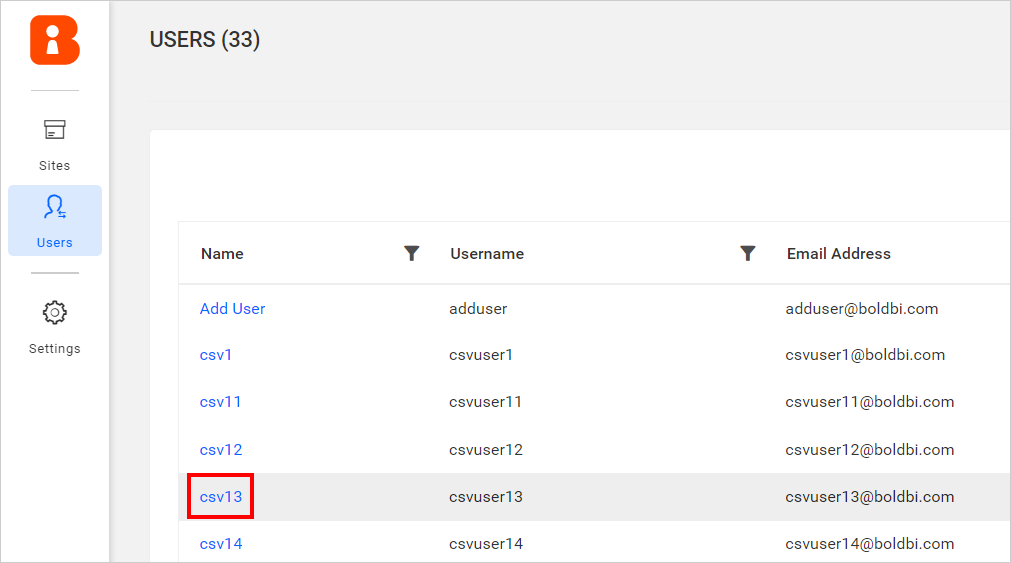 USERS (33)
Sites
Users
Settings
Name Username Email Address
Add User adduser adduser@boldbi.com
csv1 csvuser1 csvuser1@boldbi.com
csv11 csvuser11 csvuser11@boldbi.com
csv12 csvuser12 csvuser12@boldbi.com
csv13 csvuser13 csvuser13@boldbi.com
csv14 csvuser14 csvuser14@boldbi.com